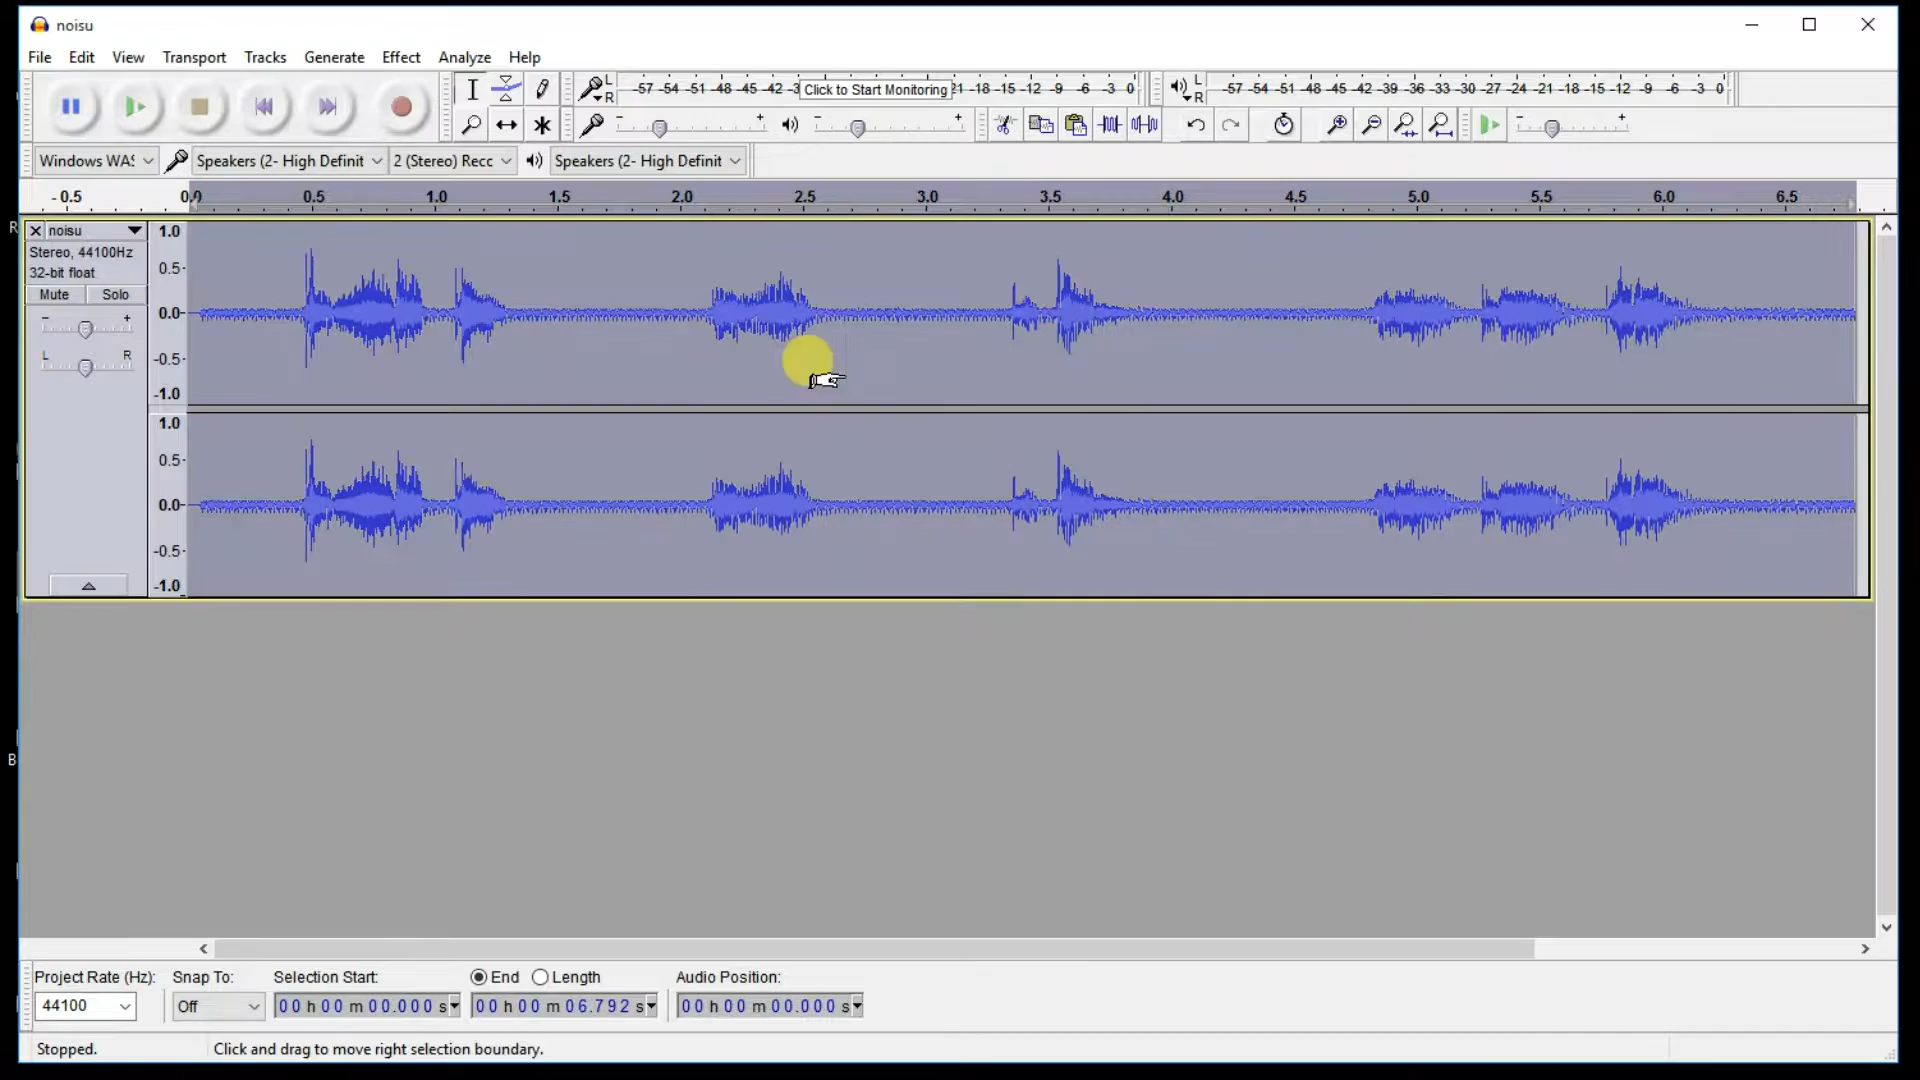 noisu
File Edit View Transport Tracks Generate Effect Analyze Help
L
R
-57 -54 -51 -48 -45 -42 -3 Click to Start Monitoring 21 -18 -15 -12 -9 -6 -3 0
L
R
-57 -54 -51 -48 -45 -42 -39 -36 -33 -30 -27 -24 -21 -18 -15 -12 -9 -6 -3 0
Windows WAS Speakers (2- High Definit 2 (Stereo) Recc Speakers (2- High Definit
- 0.5 0.0 0.5 1.0 1.5 2.0 2.5 3.0 3.5 4.0 4.5 5.0 5.5 6.0 6.5
noisu
Stereo, 44100Hz
32-bit float
Mute Solo
- +
L R
1.0
0.5-
0.0-
-0.5-
-1.0
1.0
0.5-
0.0-
-0.5-
-1.0
R
B
Project Rate (Hz): Snap To: Selection Start: End Length Audio Position:
44100 Off 00 h 00 m 00.000 s 00 h 00 m 06.792 s 00 h 00 m 00.000 s
Stopped. Click and drag to move right selection boundary.